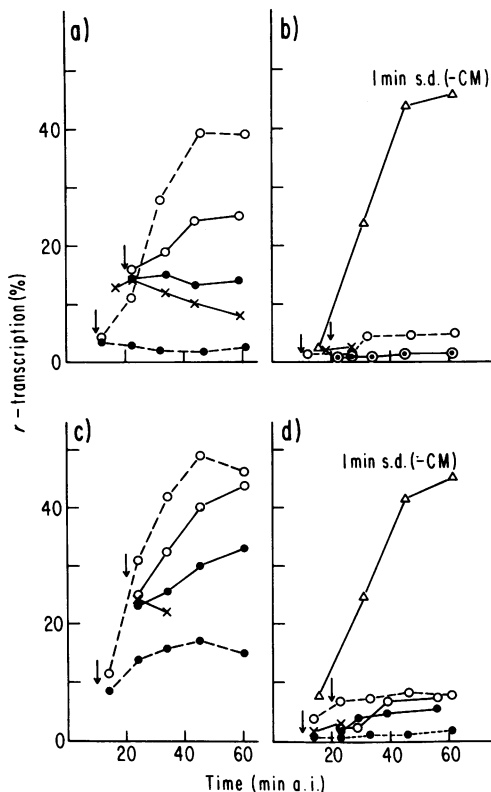 a)
b)
1 min s.d. (-CM)
40
20
0
c)
d)
1 min s.d. (-CM)
40
20
0
20 40 60
20 40 60
r-transcription (%)
Time (min a.i.)